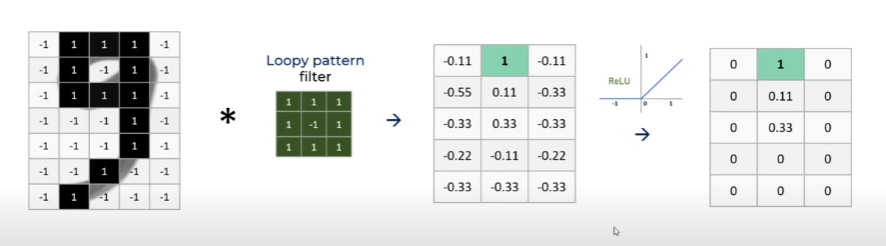 -1 1 1 1 -1
-1 1 -1 1 -1
-1 1 1 1 -1
-1 -1 -1 1 -1
-1 -1 -1 1 -1
-1 -1 1 -1 -1
-1 1 -1 -1 -1
*
Loopy pattern
filter
1 1 1
1 -1 1
1 1 1
→
-0.11 1 -0.11
-0.55 0.11 -0.33
-0.33 0.33 -0.33
-0.22 -0.11 -0.22
-0.33 -0.33 -0.33
1
ReLU
-1 0 1
→
0 1 0
0 0.11 0
0 0.33 0
0 0 0
0 0 0